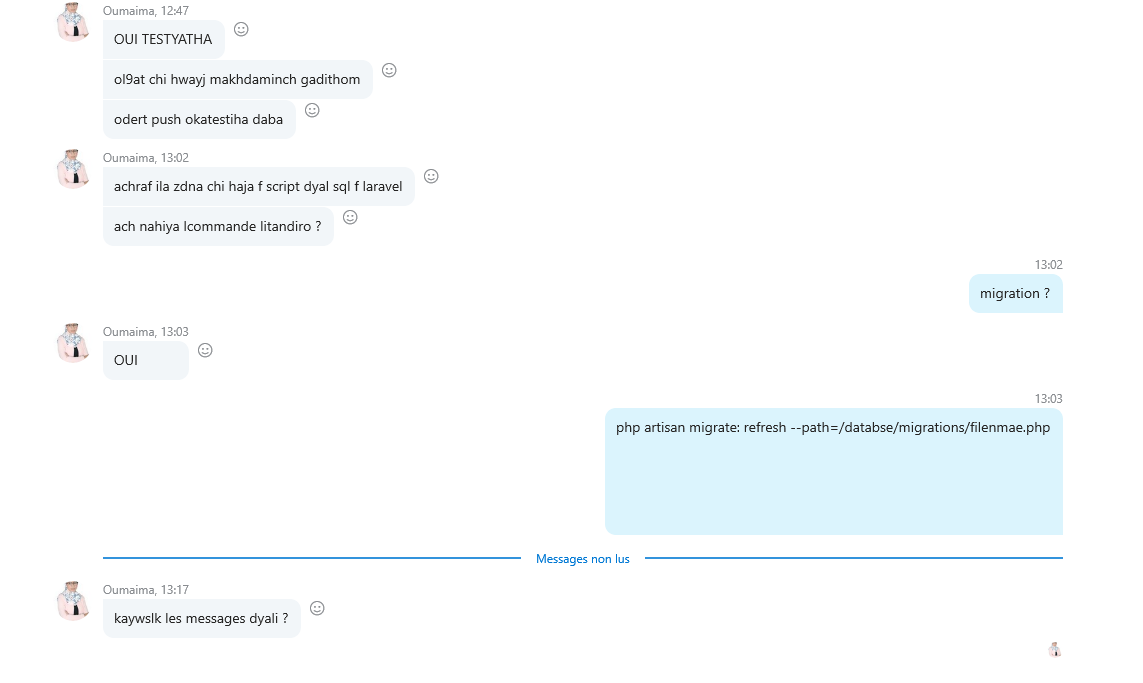 Oumaima, 12:47
OUI TESTYATHA
ol9at chi hwayj makhdaminch gadithom
odert push okatestiha daba
Oumaima, 13:02
achraf ila zdna chi haja f script dyal sql f laravel
ach nahiya lcommande litandiro ?
13:02
migration ?
Oumaima, 13:03
OUI
13:03
php artisan migrate: refresh --path=/databse/migrations/filenmae.php
Messages non lus
Oumaima, 13:17
kaywslk les messages dyali ?